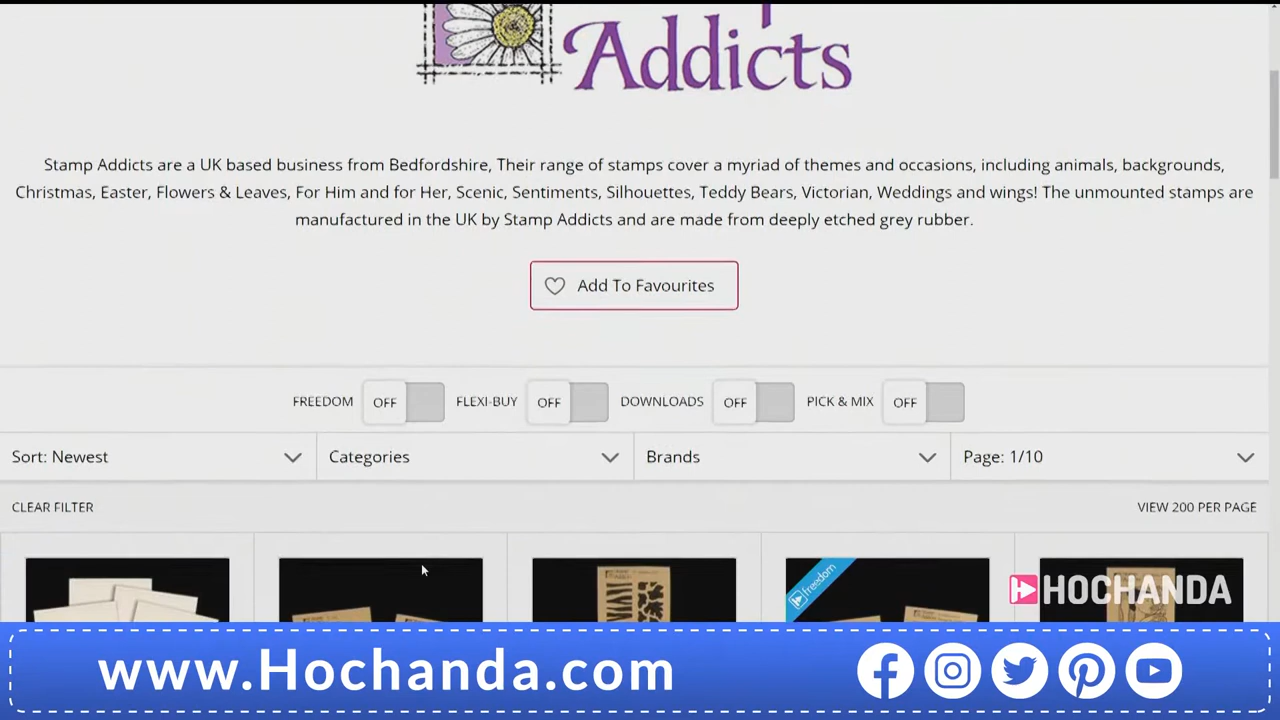 Addicts
Stamp Addicts are a UK based business from Bedfordshire, Their range of stamps cover a myriad of themes and occasions, including animals, backgrounds,
Christmas, Easter, Flowers & Leaves, For Him and for Her, Scenic, Sentiments, Silhouettes, Teddy Bears, Victorian, Weddings and wings! The unmounted stamps are
manufactured in the UK by Stamp Addicts and are made from deeply etched grey rubber.
Add To Favourites
FREEDOM OFF FLEXI-BUY OFF DOWNLOADS OFF PICK & MIX OFF
Sort: Newest Categories Brands Page: 1/10
CLEAR FILTER VIEW 200 PER PAGE
freedom
HOCHANDA
www.Hochanda.com